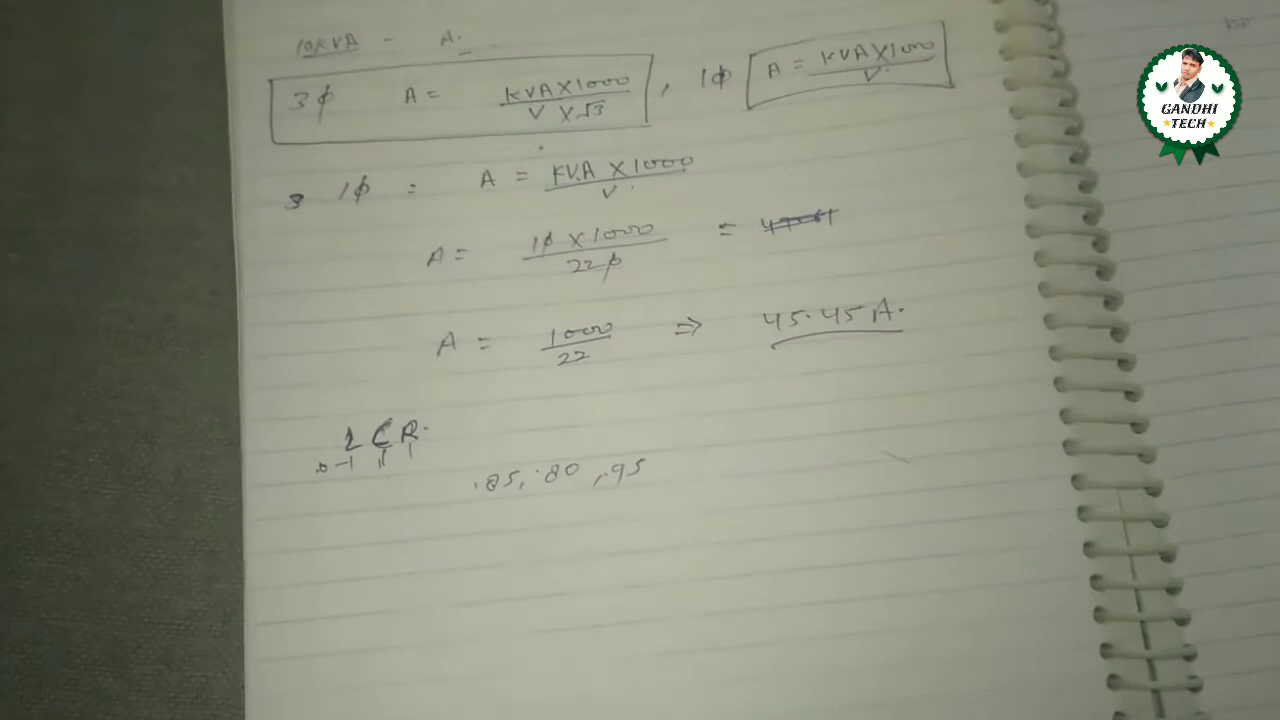 10KVA - A.
3φ A = KVA X 1000 / V X √3 , 1φ A = KVA X 1000 / V
3 1φ = A = KVA X 1000 / V
A = 10 X 1000 / 220 =
A = 1000 / 22 ⇒ 45.45 A.
L C R.
.85, .80, .95
GANDHI
TECH